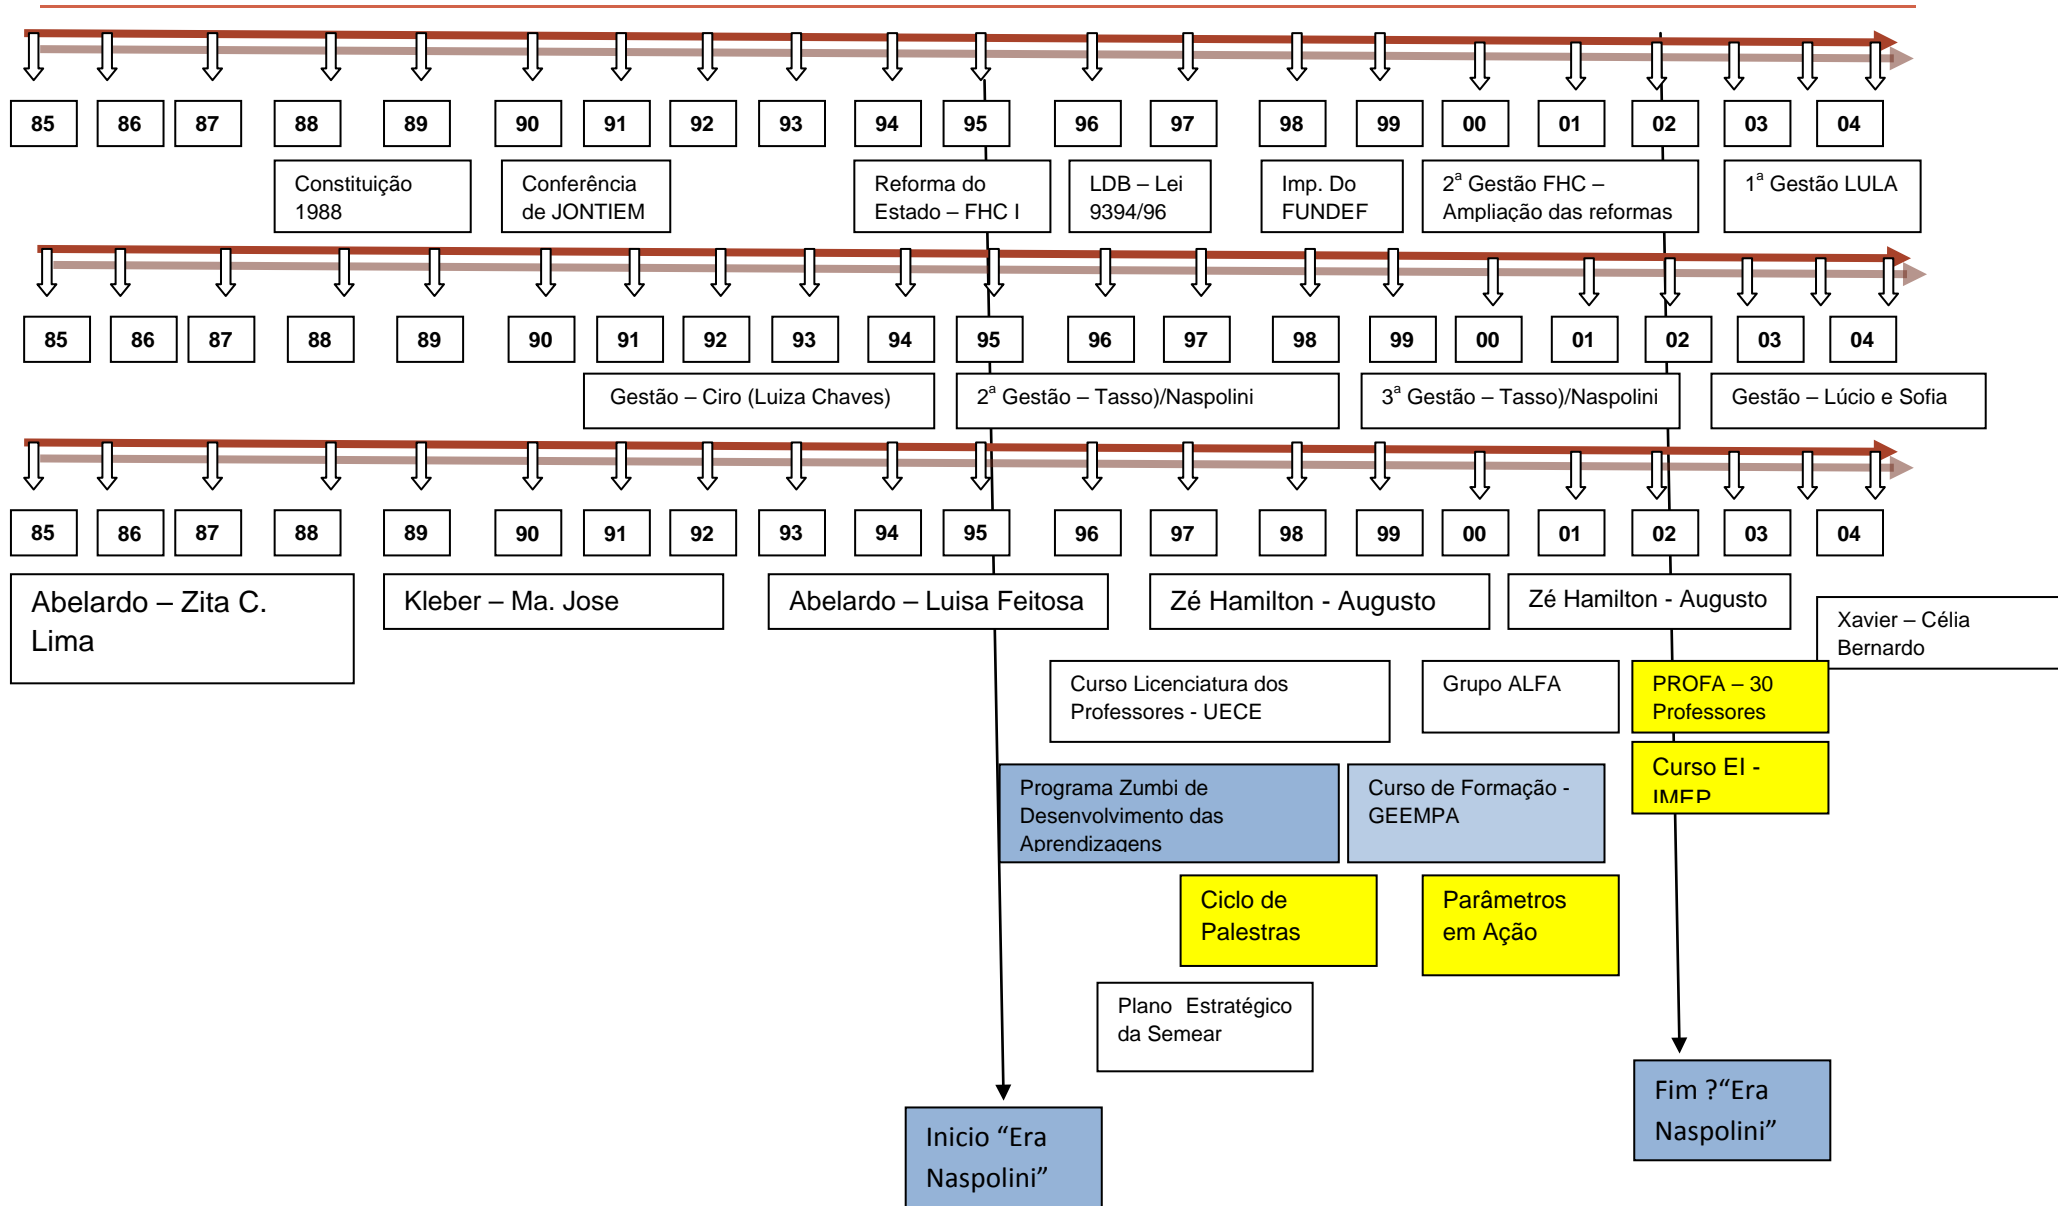 85 86 87 88 89 90 91 92 93 94 95 96 97 98 99 00 01 02 03 04
Constituição
1988
Conferência
de JONTIEM
Reforma do
Estado – FHC I
LDB – Lei
9394/96
Imp. Do
FUNDEF
2ª Gestão FHC –
Ampliação das reformas
1ª Gestão LULA
85 86 87 88 89 90 91 92 93 94 95 96 97 98 99 00 01 02 03 04
Gestão – Ciro (Luiza Chaves)
2ª Gestão – Tasso)/Naspolini
3ª Gestão – Tasso)/Naspolini
Gestão – Lúcio e Sofia
85 86 87 88 89 90 91 92 93 94 95 96 97 98 99 00 01 02 03 04
Abelardo – Zita C.
Lima
Kleber – Ma. Jose
Abelardo – Luisa Feitosa
Zé Hamilton - Augusto
Zé Hamilton - Augusto
Xavier – Célia
Bernardo
Curso Licenciatura dos
Professores - UECE
Grupo ALFA
PROFA – 30
Professores
Curso EI -
IMEP
Programa Zumbi de
Desenvolvimento das
Aprendizagens
Curso de Formação -
GEEMPA
Ciclo de
Palestras
Parâmetros
em Ação
Plano Estratégico
da Semear
Inicio “Era
Naspolini”
Fim ?“Era
Naspolini”